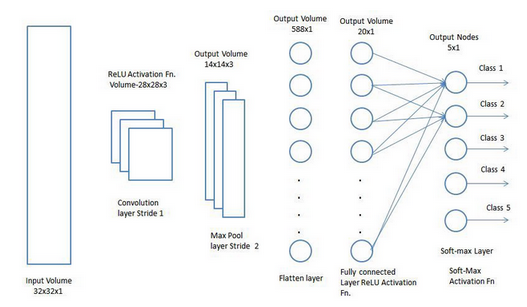 Output Volume
588x1
Output Volume
20x1
Output Nodes
5x1
Output Volume
14x14x3
ReLU Activation Fn.
Volume-28x28x3
Class 1
Class 2
Class 3
Class 4
Class 5
Convolution
layer Stride 1
Max Pool
layer Stride 2
Soft-max Layer
Input Volume
32x32x1
Flatten layer
Fully connected
Layer ReLU Activation
Fn.
Soft-Max
Activation Fn